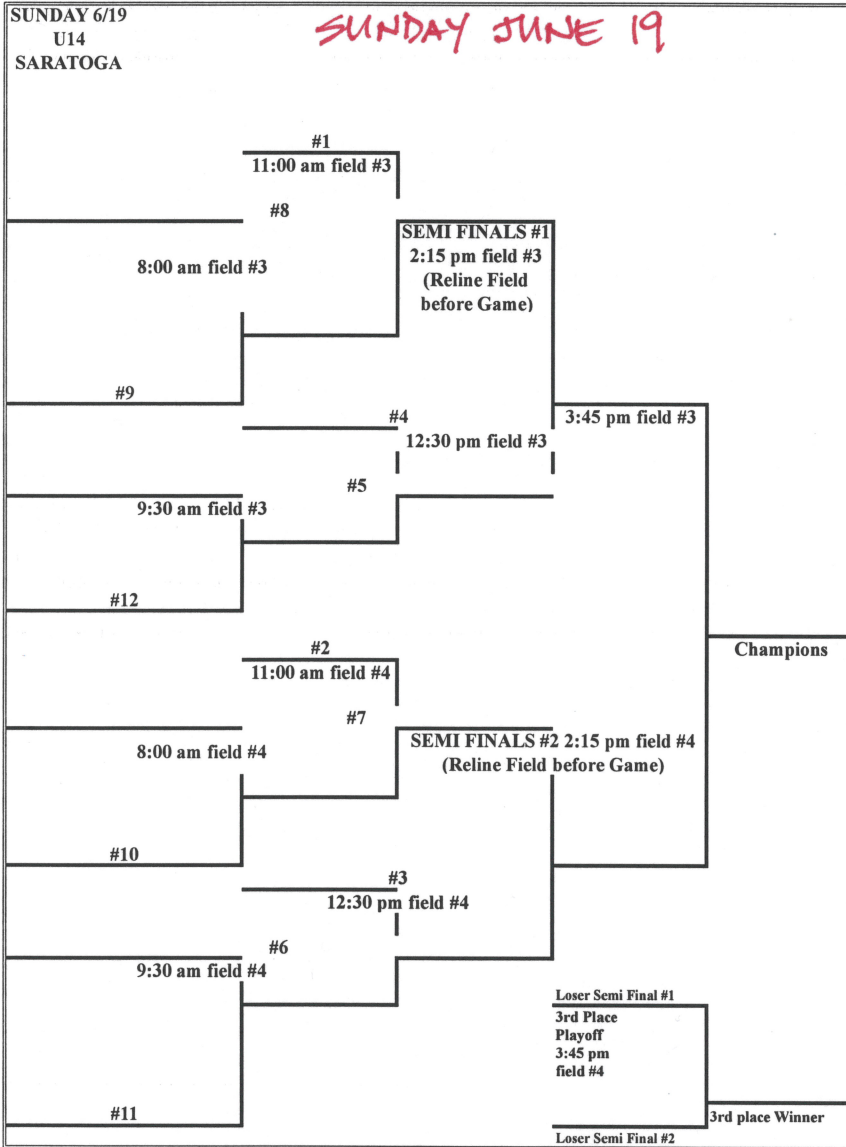 SUNDAY 6/19
U14
SARATOGA
SUNDAY JUNE 19
#1
11:00 am field #3
#8
8:00 am field #3
SEMI FINALS #1
2:15 pm field #3
(Reline Field
before Game)
#9
#4
12:30 pm field #3
3:45 pm field #3
#5
9:30 am field #3
#12
#2
11:00 am field #4
Champions
#7
8:00 am field #4
SEMI FINALS #2 2:15 pm field #4
(Reline Field before Game)
#10
#3
12:30 pm field #4
#6
9:30 am field #4
Loser Semi Final #1
3rd Place
Playoff
3:45 pm
field #4
#11
3rd place Winner
Loser Semi Final #2